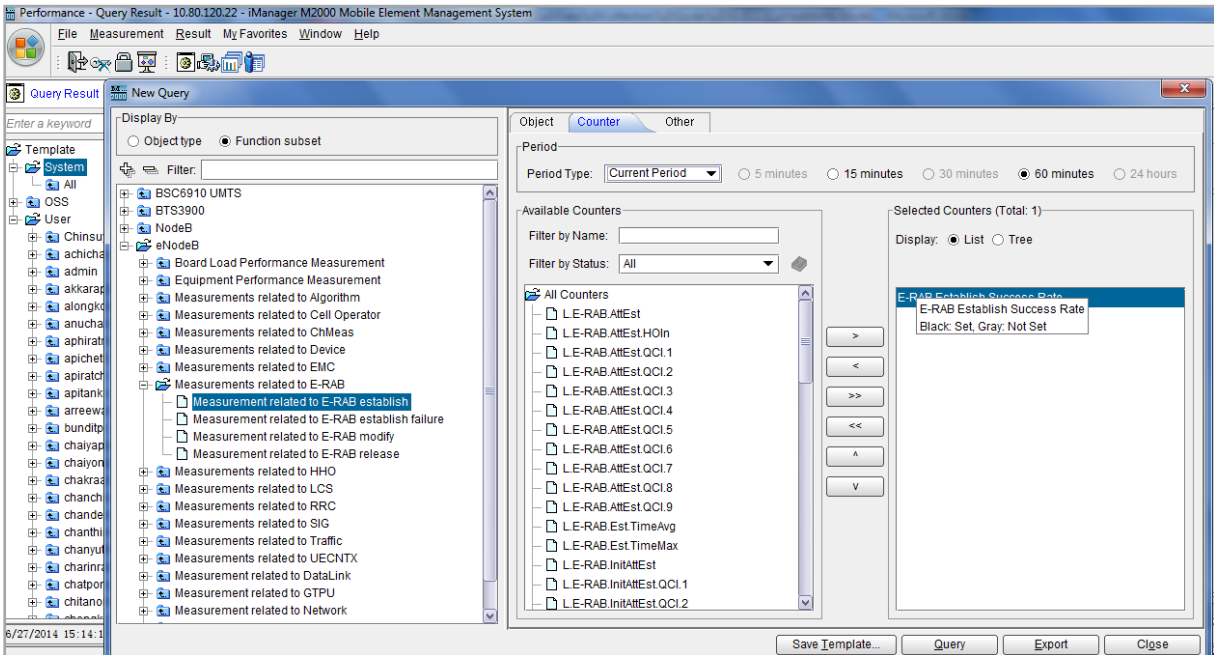 Performance - Query Result - 10.80.120.22 - iManager M2000 Mobile Element Management System
File Measurement Result My Favorites Window Help
Query Result
New Query
Enter a keyword
Template
System
All
OSS
User
Chinsu
achicha
admin
akkarap
alongko
anucha
aphirat
apichet
apiratch
apitank
arreewa
bunditp
chaiyap
chaiyon
chakraa
chanchi
chande
chanthi
chanyut
charinra
chatpor
chitano
6/27/2014 15:14:1
Display By
Object type Function subset
Filter:
BSC6910 UMTS
BTS3900
NodeB
eNodeB
Board Load Performance Measurement
Equipment Performance Measurement
Measurements related to Algorithm
Measurements related to Cell Operator
Measurements related to ChMeas
Measurements related to Device
Measurements related to EMC
Measurements related to E-RAB
Measurement related to E-RAB establish
Measurement related to E-RAB establish failure
Measurement related to E-RAB modify
Measurement related to E-RAB release
Measurements related to HHO
Measurements related to LCS
Measurements related to RRC
Measurements related to SIG
Measurements related to Traffic
Measurements related to UECNTX
Measurement related to DataLink
Measurements related to GTPU
Measurement related to Network
Object Counter Other
Period
Period Type: Current Period 5 minutes 15 minutes 30 minutes 60 minutes 24 hours
Available Counters
Filter by Name:
Filter by Status: All
All Counters
L.E-RAB.AttEst
L.E-RAB.AttEst.HOIn
L.E-RAB.AttEst.QCI.1
L.E-RAB.AttEst.QCI.2
L.E-RAB.AttEst.QCI.3
L.E-RAB.AttEst.QCI.4
L.E-RAB.AttEst.QCI.5
L.E-RAB.AttEst.QCI.6
L.E-RAB.AttEst.QCI.7
L.E-RAB.AttEst.QCI.8
L.E-RAB.AttEst.QCI.9
L.E-RAB.Est.TimeAvg
L.E-RAB.Est.TimeMax
L.E-RAB.InitAttEst
L.E-RAB.InitAttEst.QCI.1
L.E-RAB.InitAttEst.QCI.2
>
<
>>
<<
^
v
Selected Counters (Total: 1)
Display: List Tree
E-RAB Establish Success Rate
E-RAB Establish Success Rate
Black: Set, Gray: Not Set
Save Template... Query Export Close